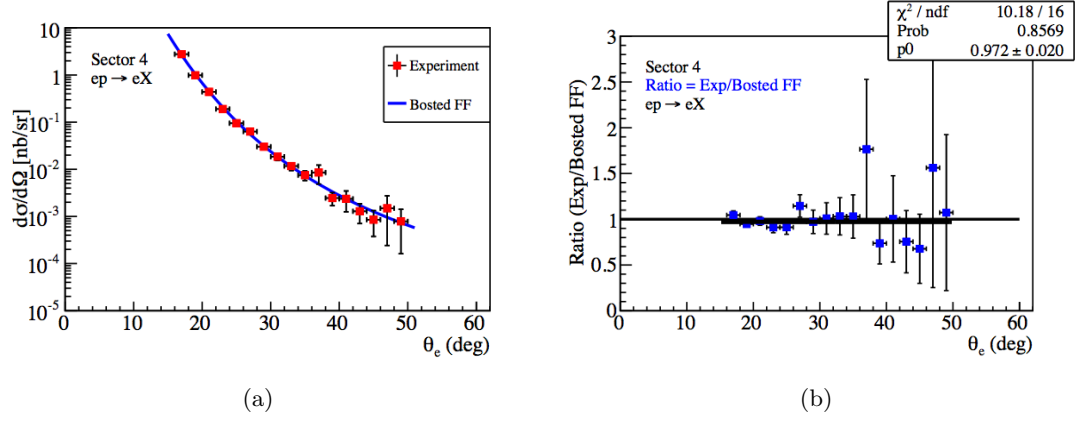 10
1
10⁻¹
10⁻²
10⁻³
10⁻⁴
10⁻⁵
dσ/dΩ [nb/sr]
Sector 4
ep → eX
Experiment
Bosted FF
0 10 20 30 40 50 60
θe (deg)
(a)
χ² / ndf 10.18 / 16
Prob 0.8569
p0 0.972 ± 0.020
3
2.5
2
1.5
1
0.5
0
Ratio (Exp/Bosted FF)
Sector 4
Ratio = Exp/Bosted FF
ep → eX
0 10 20 30 40 50 60
θe (deg)
(b)